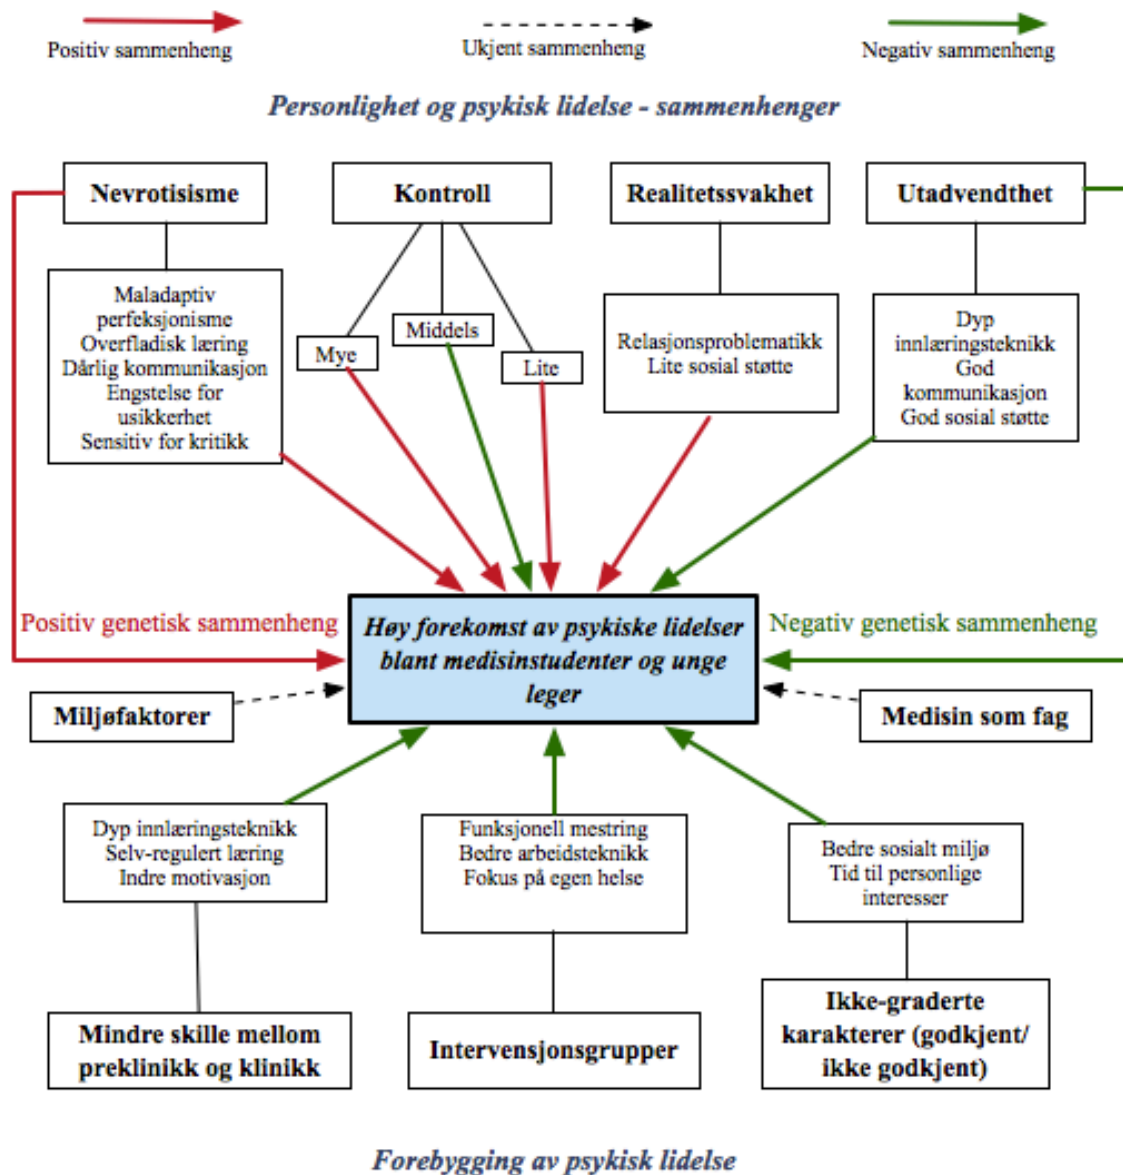 Positiv sammenheng
Ukjent sammenheng
Negativ sammenheng
Personlighet og psykisk lidelse - sammenhenger
Nevrotisisme
Kontroll
Realitetssvakhet
Utadvendthet
Maladaptiv
perfeksjonisme
Overfladisk læring
Dårlig kommunikasjon
Engstelse for
usikkerhet
Sensitiv for kritikk
Mye
Middels
Lite
Relasjonsproblematikk
Lite sosial støtte
Dyp
innlæringsteknikk
God
kommunikasjon
God sosial støtte
Positiv genetisk sammenheng
Høy forekomst av psykiske lidelser
blant medisinstudenter og unge
leger
Negativ genetisk sammenheng
Miljøfaktorer
Medisin som fag
Dyp innlæringsteknikk
Selv-regulert læring
Indre motivasjon
Funksjonell mestring
Bedre arbeidsteknikk
Fokus på egen helse
Bedre sosialt miljø
Tid til personlige
interesser
Mindre skille mellom
preklinikk og klinikk
Intervensjonsgrupper
Ikke-graderte
karakterer (godkjent/
ikke godkjent)
Forebygging av psykisk lidelse